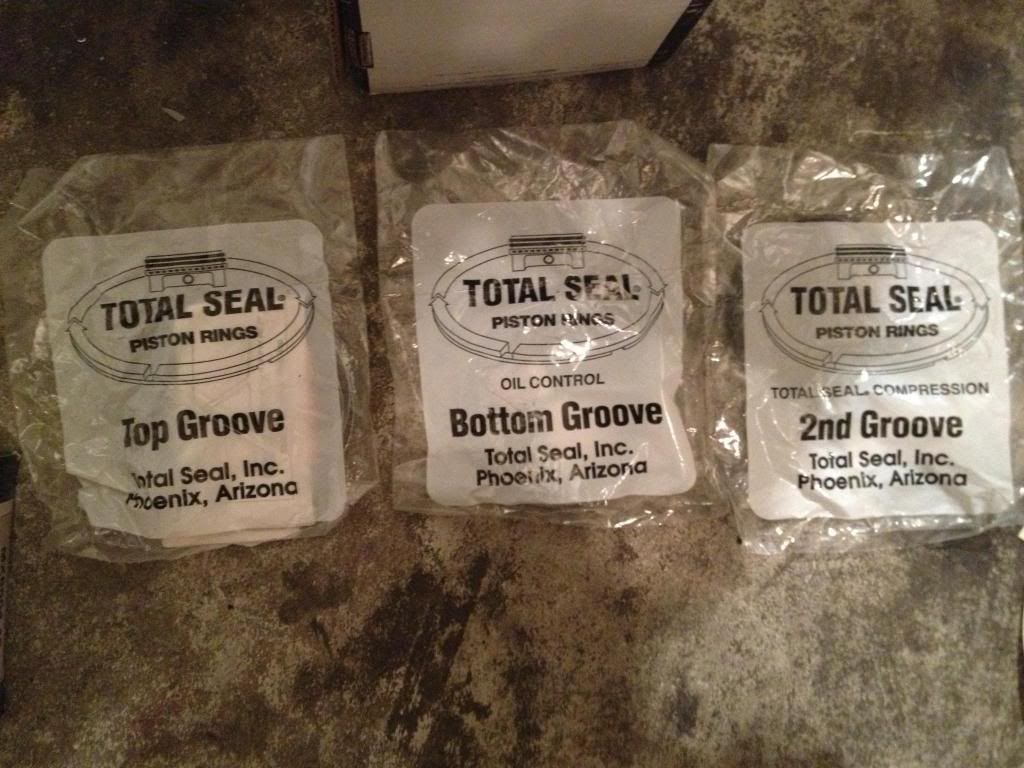 TOTAL SEAL®
PISTON RINGS
Top Groove
Total Seal, Inc.
Phoenix, Arizona
TOTAL SEAL®
PISTON RINGS
OIL CONTROL
Bottom Groove
Total Seal, Inc.
Phoenix, Arizona
TOTAL SEAL®
PISTON RINGS
TOTAL SEAL® COMPRESSION
2nd Groove
Total Seal, Inc.
Phoenix, Arizona